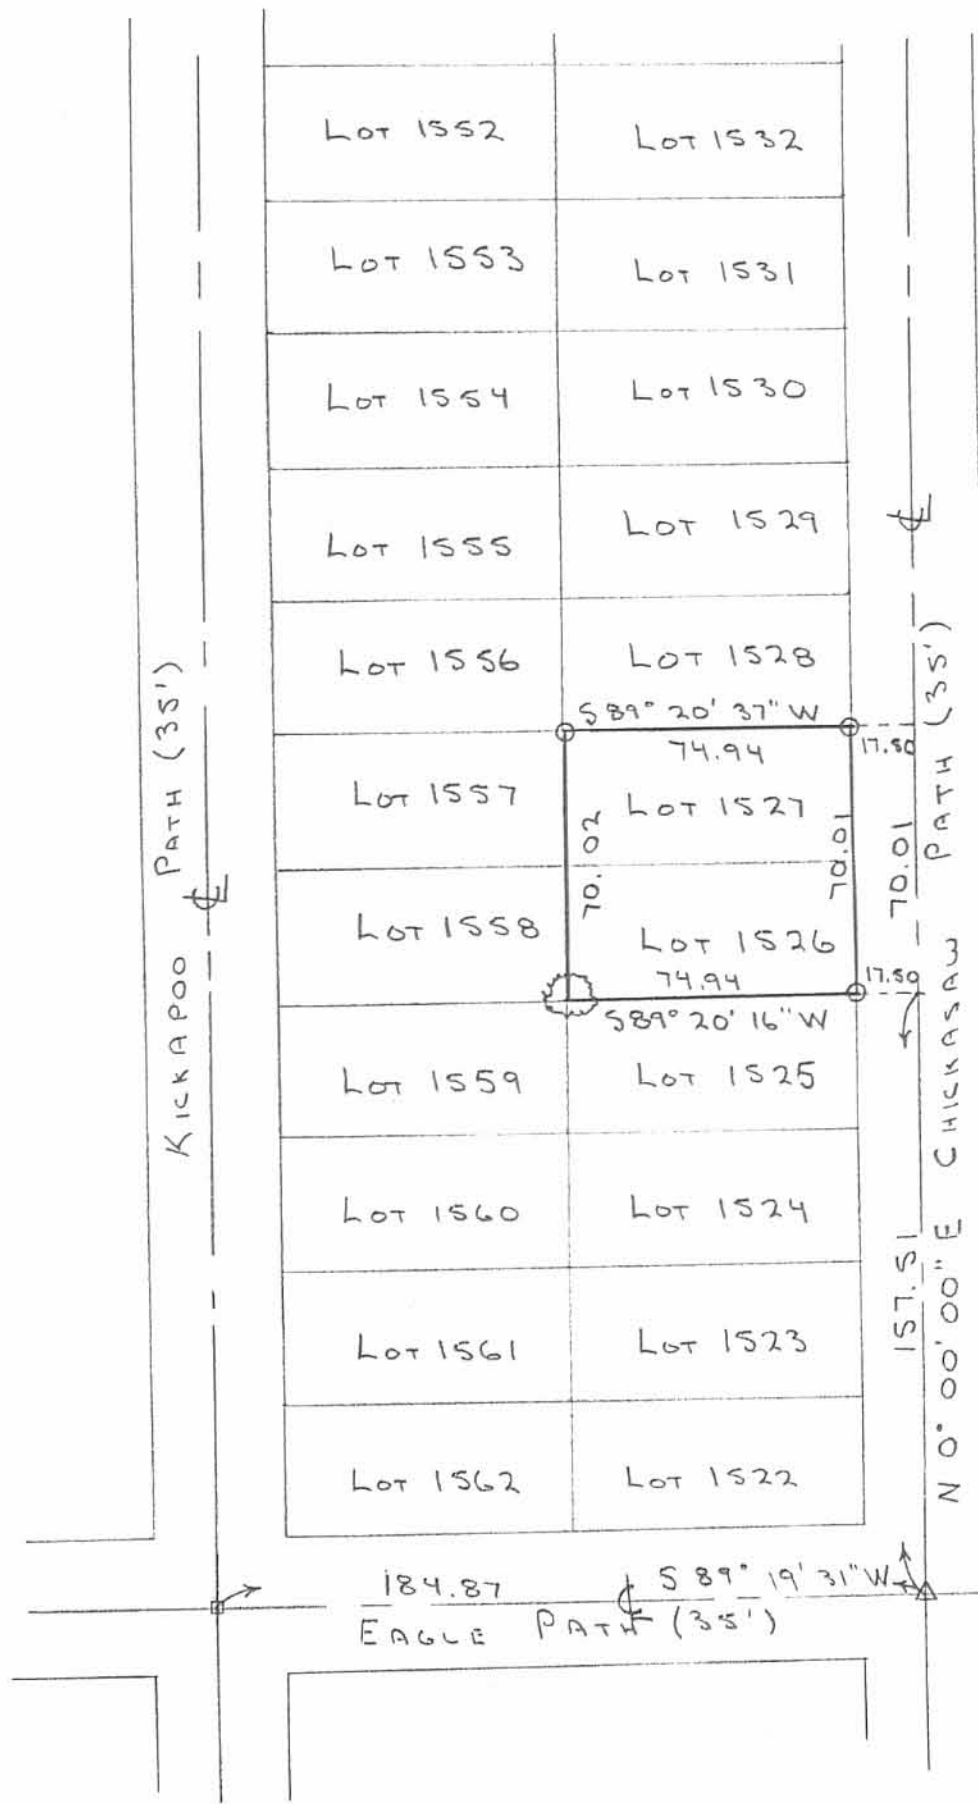 LOT 1552
LOT 1532
LOT 1553
LOT 1531
LOT 1554
LOT 1530
LOT 1555
LOT 1529
LOT 1556
LOT 1528
S 89° 20' 37" W
74.94
17.50
LOT 1557
LOT 1527
70.02
70.01
70.01
LOT 1558
LOT 1526
74.94
17.50
S 89° 20' 16" W
KICKAPOO PATH (35')
℄
CHICKASAW PATH (35')
℄
LOT 1559
LOT 1525
LOT 1560
LOT 1524
157.51
N 0° 00' 00" E
LOT 1561
LOT 1523
LOT 1562
LOT 1522
184.87
℄
S 89° 19' 31" W
EAGLE PATH (35')